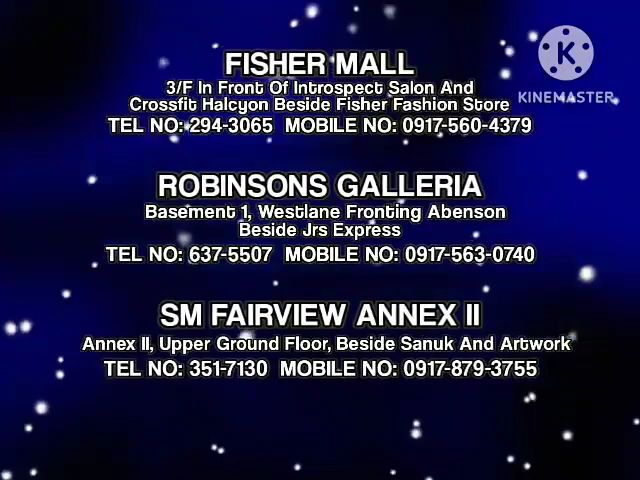 FISHER MALL
3/F In Front Of Introspect Salon And
Crossfit Halcyon Beside Fisher Fashion Store
TEL NO: 294-3065 MOBILE NO: 0917-560-4379
K
KINEMASTER
ROBINSONS GALLERIA
Basement 1, Westlane Fronting Abenson
Beside Jrs Express
TEL NO: 637-5507 MOBILE NO: 0917-563-0740
SM FAIRVIEW ANNEX II
Annex II, Upper Ground Floor, Beside Sanuk And Artwork
TEL NO: 351-7130 MOBILE NO: 0917-879-3755